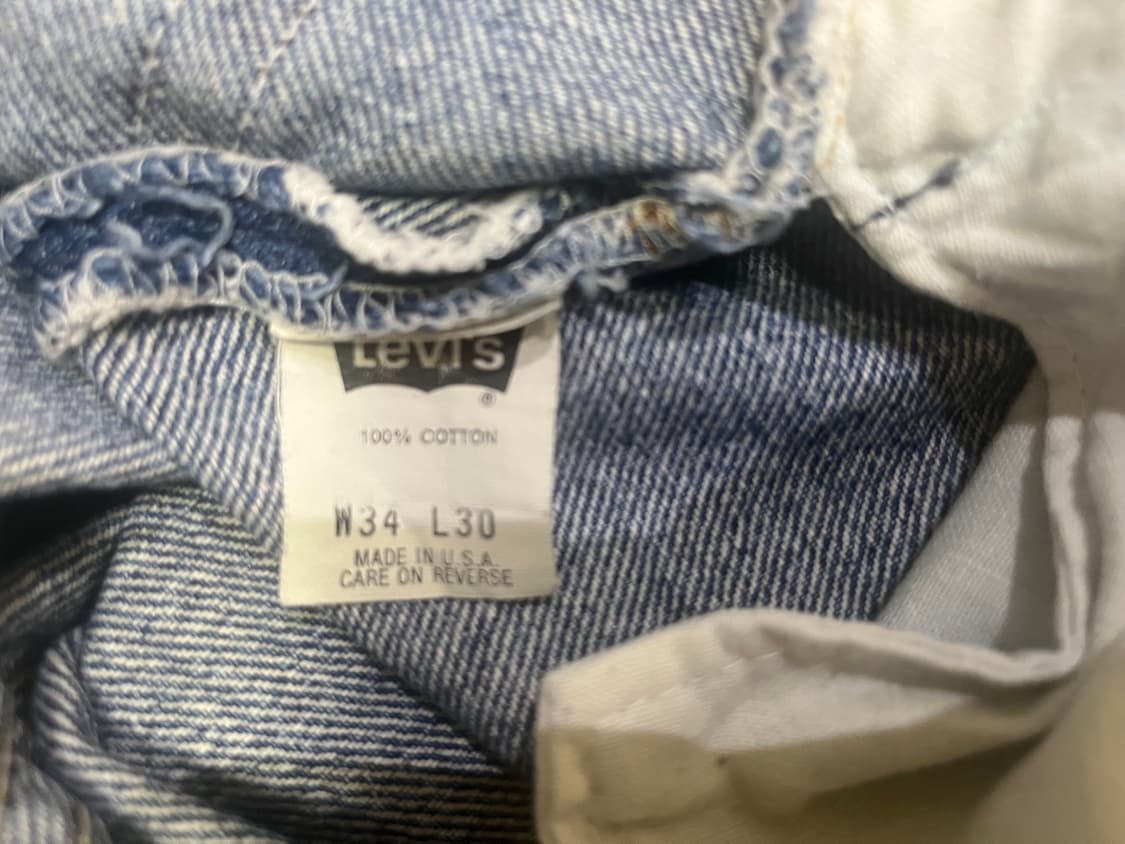 Levi's
®
100% COTTON
W34 L30
MADE IN U.S.A.
CARE ON REVERSE